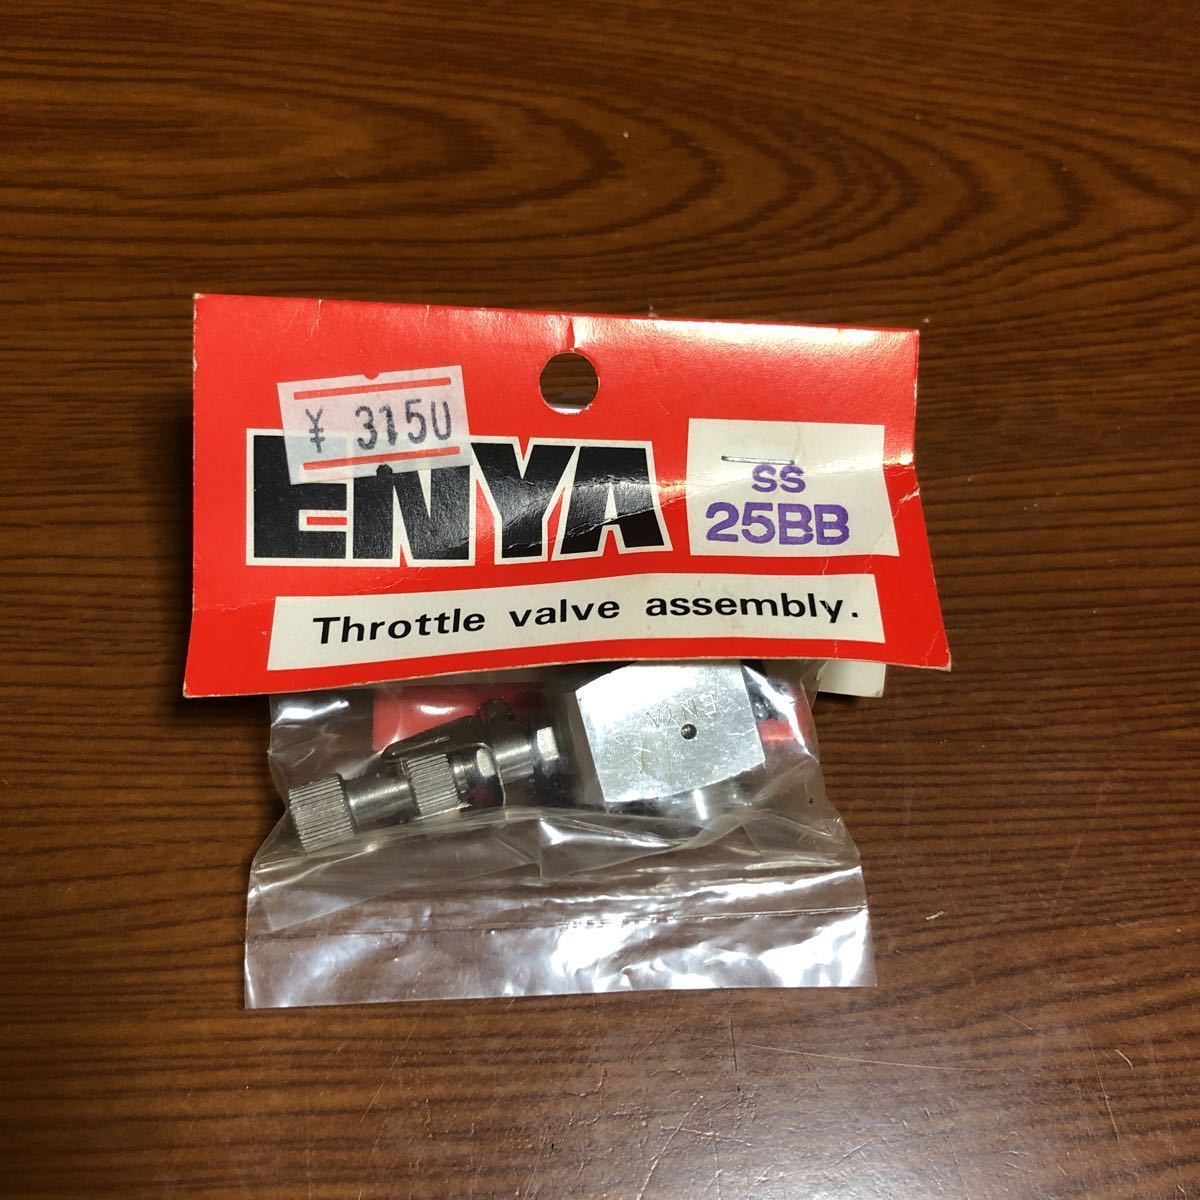 ¥ 3150
ENYA
SS
25BB
Throttle valve assembly.
ENYA